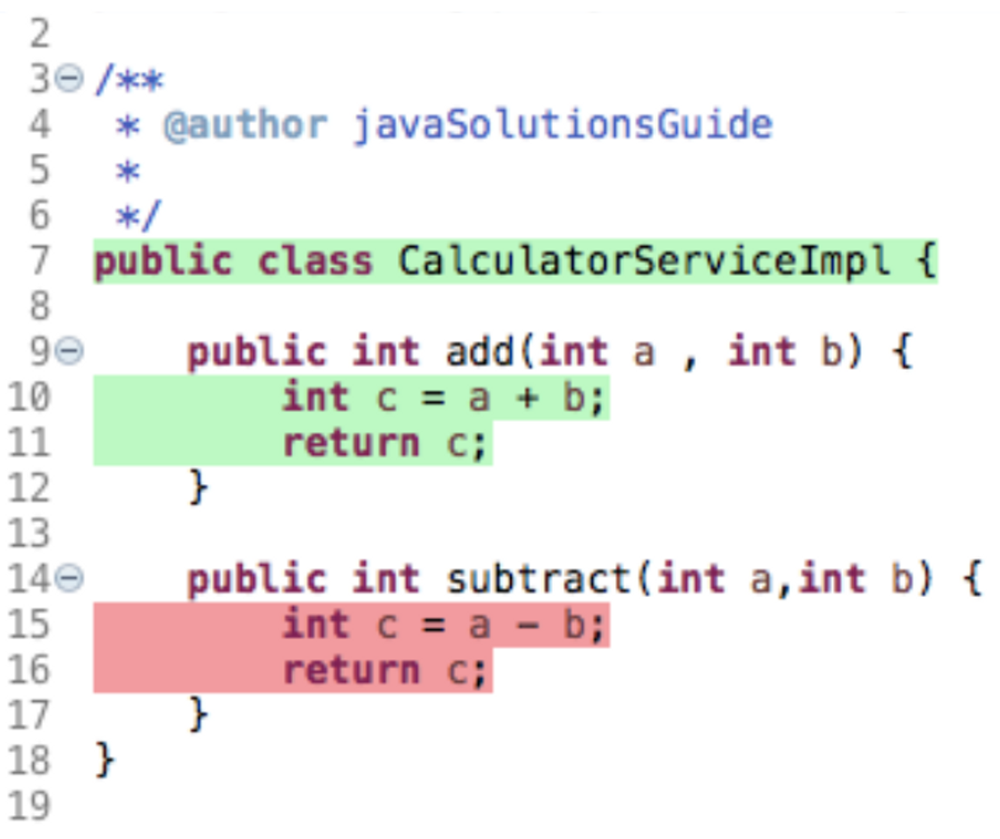 2
3 /**
4  * @author javaSolutionsGuide
5  *
6  */
7 public class CalculatorServiceImpl {
8
9     public int add(int a , int b) {
10         int c = a + b;
11         return c;
12     }
13
14     public int subtract(int a,int b) {
15         int c = a – b;
16         return c;
17     }
18 }
19